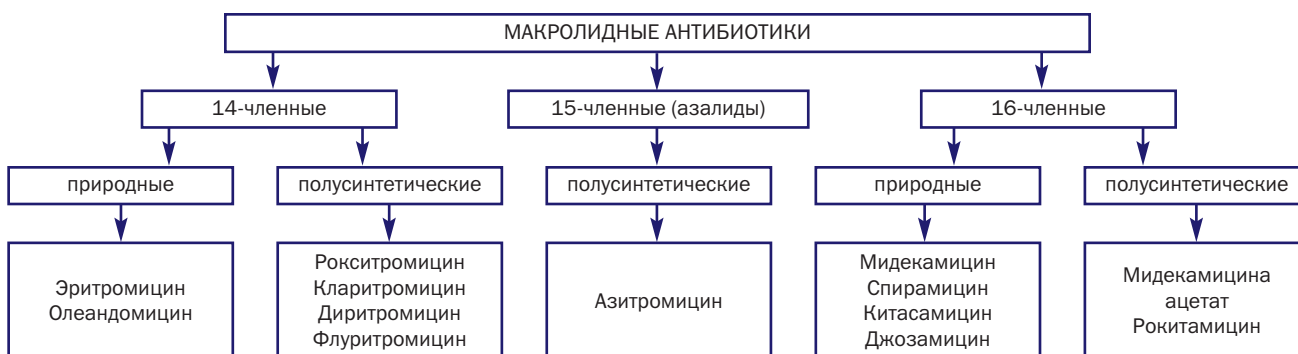 МАКРОЛИДНЫЕ АНТИБИОТИКИ
14-членные
15-членные (азалиды)
16-членные
природные
полусинтетические
полусинтетические
природные
полусинтетические
Эритромицин
Олеандомицин
Рокситромицин
Кларитромицин
Диритромицин
Флуритромицин
Азитромицин
Мидекамицин
Спирамицин
Китасамицин
Джозамицин
Мидекамицина
ацетат
Рокитамицин